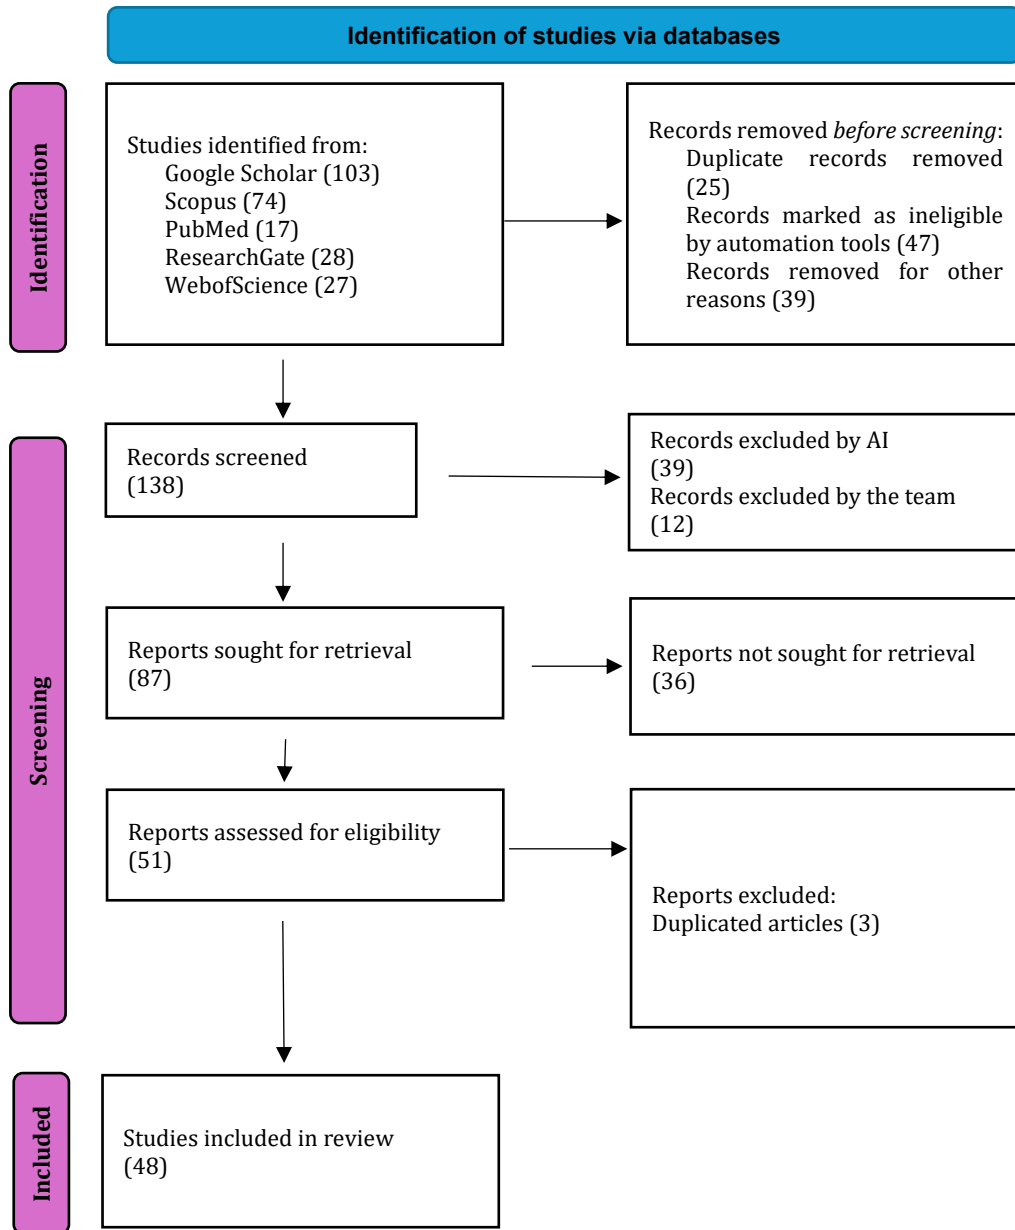 Identification of studies via databases
Identification
Studies identified from:
Google Scholar (103)
Scopus (74)
PubMed (17)
ResearchGate (28)
WebofScience (27)
Records removed before screening:
Duplicate records removed
(25)
Records marked as ineligible
by automation tools (47)
Records removed for other
reasons (39)
Screening
Records screened
(138)
Records excluded by AI
(39)
Records excluded by the team
(12)
Reports sought for retrieval
(87)
Reports not sought for retrieval
(36)
Reports assessed for eligibility
(51)
Reports excluded:
Duplicated articles (3)
Included
Studies included in review
(48)